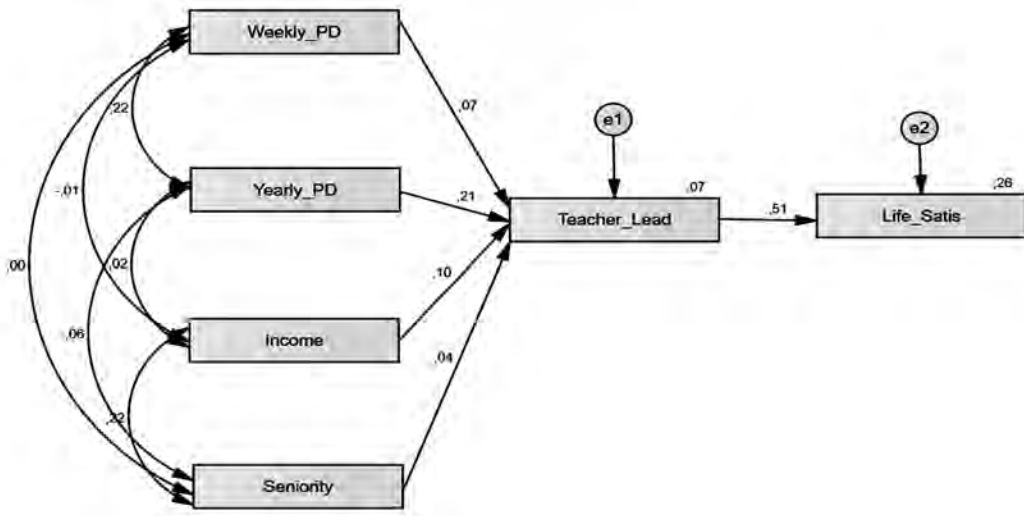 Weekly_PD
,07
e1
e2
,22
-,01
Yearly_PD
,21
,07
Teacher_Lead
,51
,26
Life_Satis
,00
,02
,10
,06
Income
,04
,22
Seniority